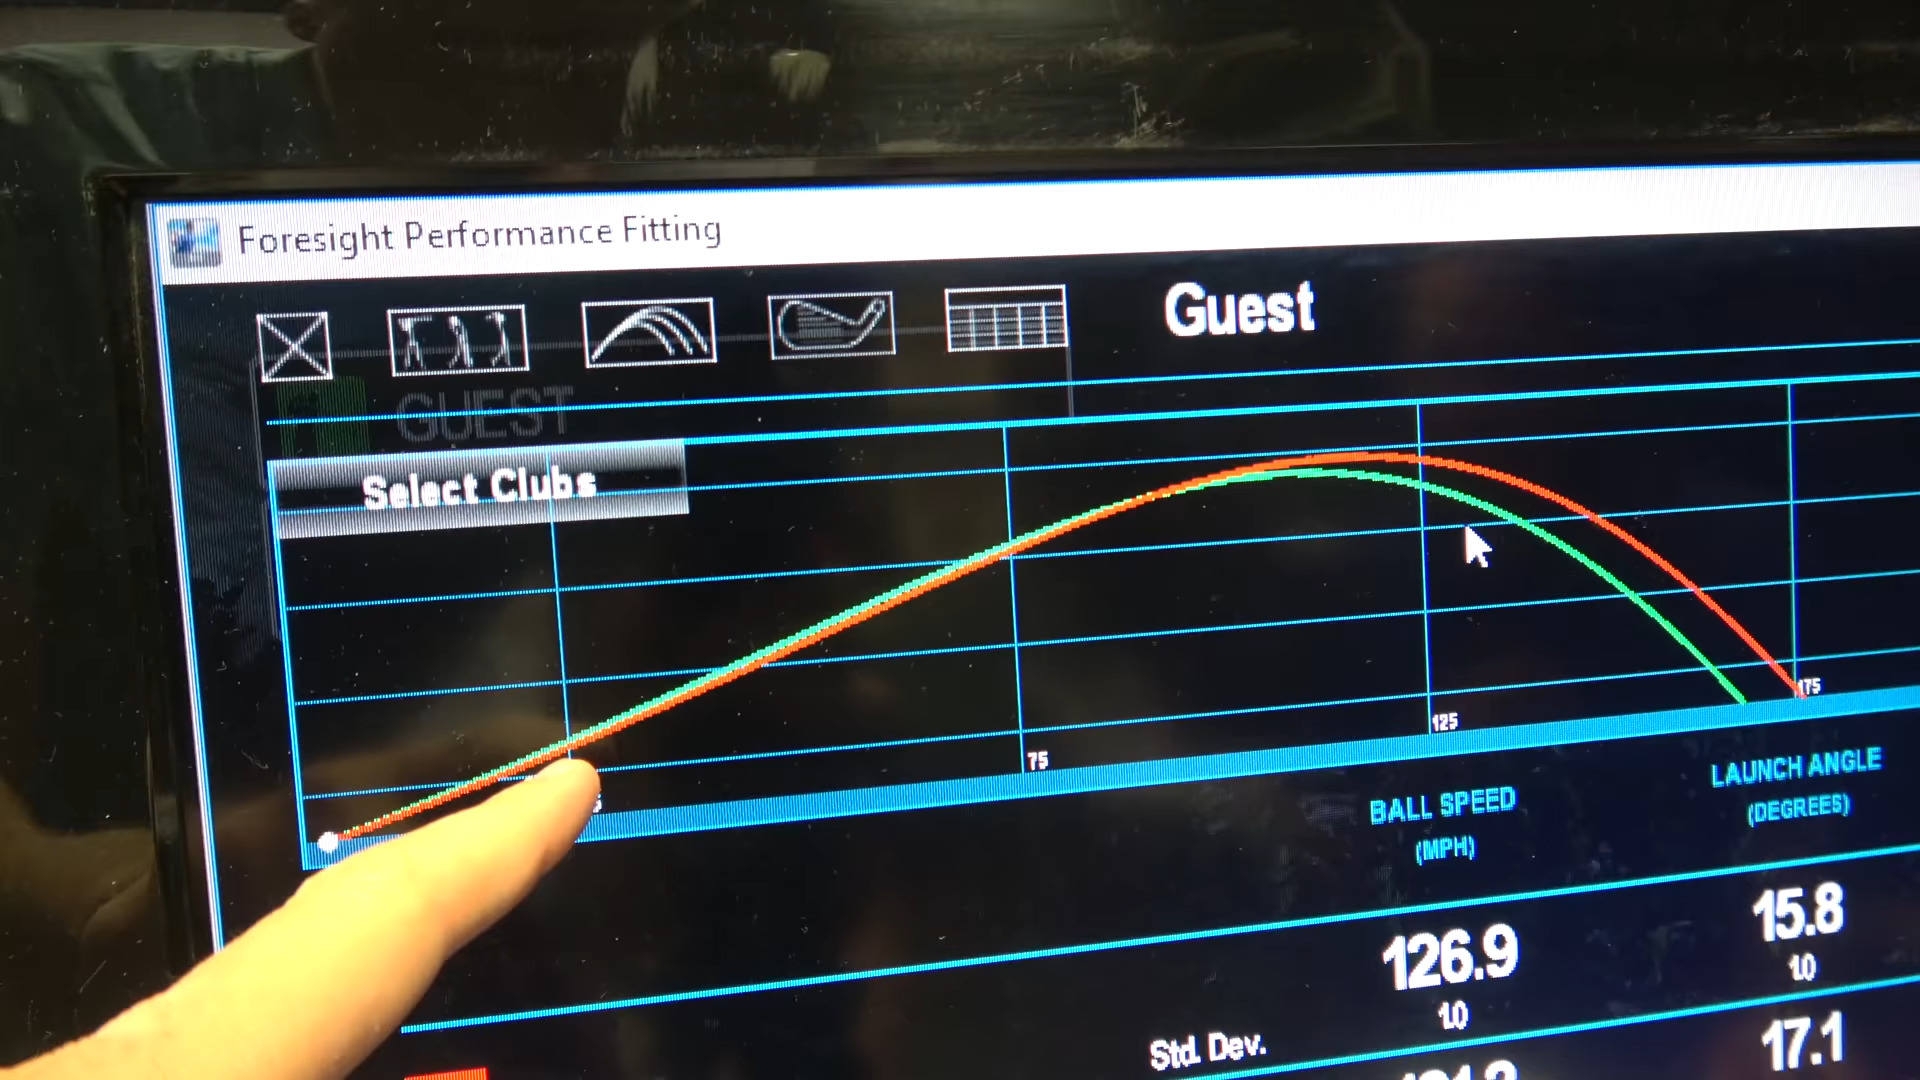 Foresight Performance Fitting
Guest
GUEST
Select Clubs
75
125
175
BALL SPEED
(MPH)
LAUNCH ANGLE
(DEGREES)
126.9
1.0
15.8
1.0
Std. Dev.
17.1